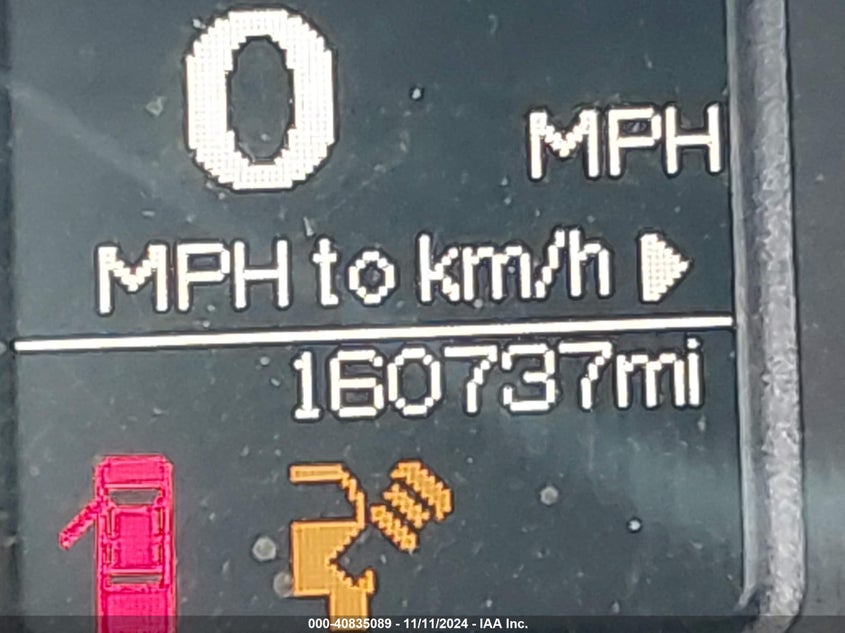 0 MPH
MPH to km/h
160737mi
000-40835089 - 11/11/2024 - IAA Inc.